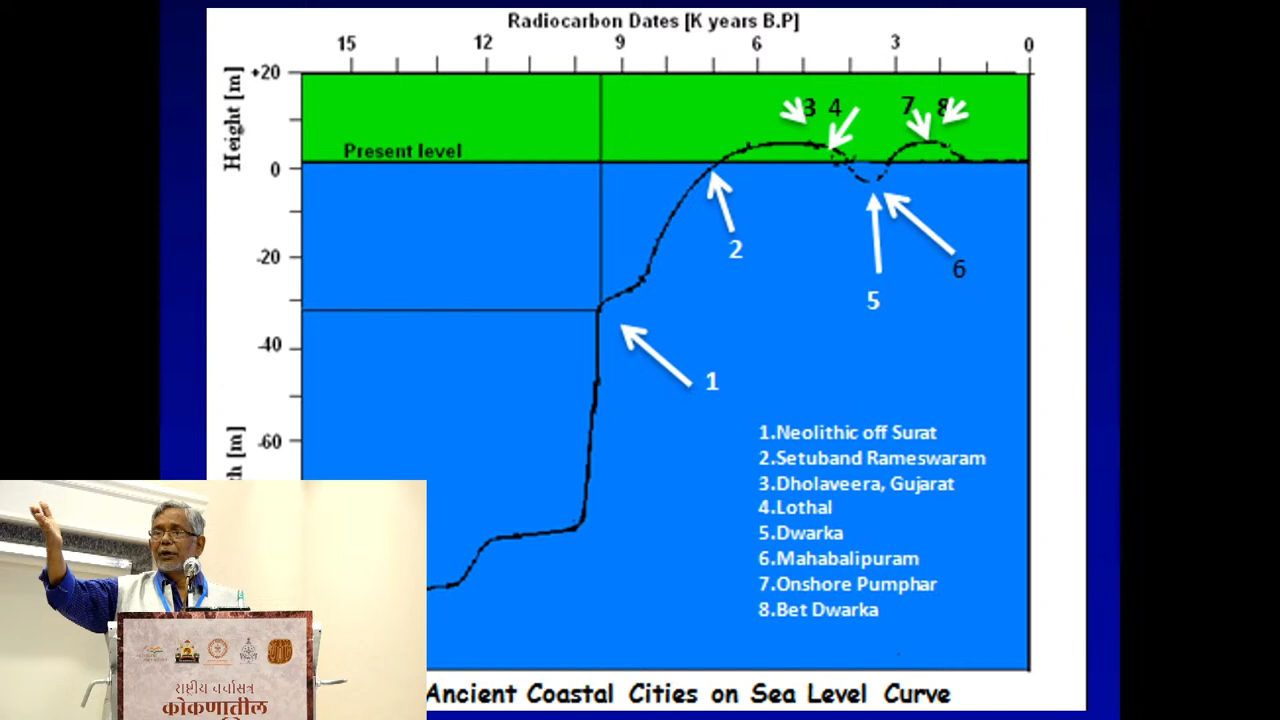 Radiocarbon Dates [K years B.P]
15 12 9 6 3 0
+20
Height [m]
3 4 7 8
Present level
0
2
-20
6
5
-40
1
-60
1.Neolithic off Surat
2.Setuband Rameswaram
3.Dholaveera, Gujarat
4.Lothal
5.Dwarka
6.Mahabalipuram
7.Onshore Pumphar
8.Bet Dwarka
[m]
Ancient Coastal Cities on Sea Level Curve
राष्ट्रीय चर्चासत्र
कोकणातील